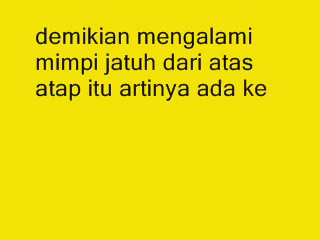 demikian mengalami
mimpi jatuh dari atas
atap itu artinya ada ke